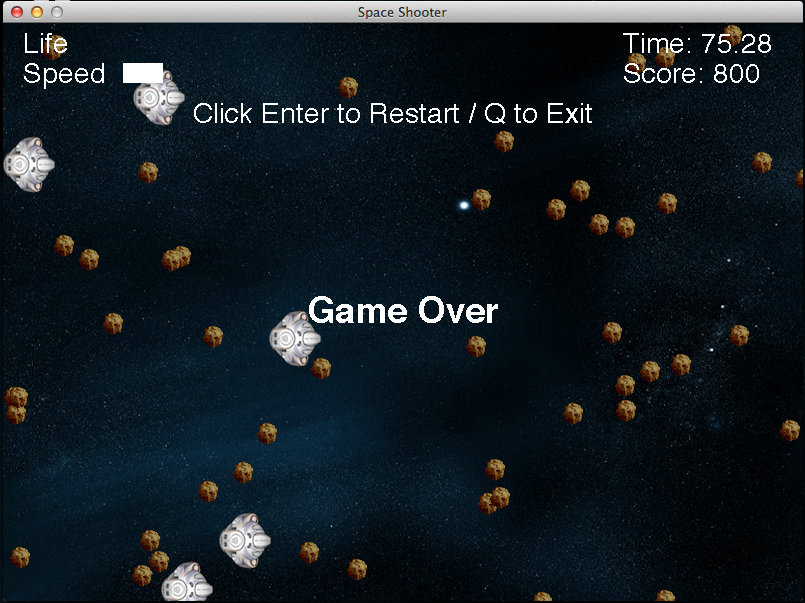 Space Shooter
Life
Time: 75.28
Speed
Score: 800
Click Enter to Restart / Q to Exit
Game Over